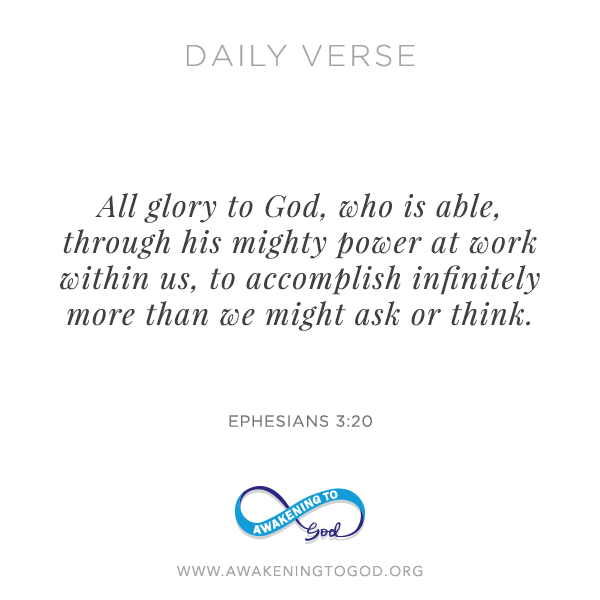 DAILY VERSE
All glory to God, who is able,
through his mighty power at work
within us, to accomplish infinitely
more than we might ask or think.
EPHESIANS 3:20
AWAKENING TO
God
WWW.AWAKENINGTOGOD.ORG